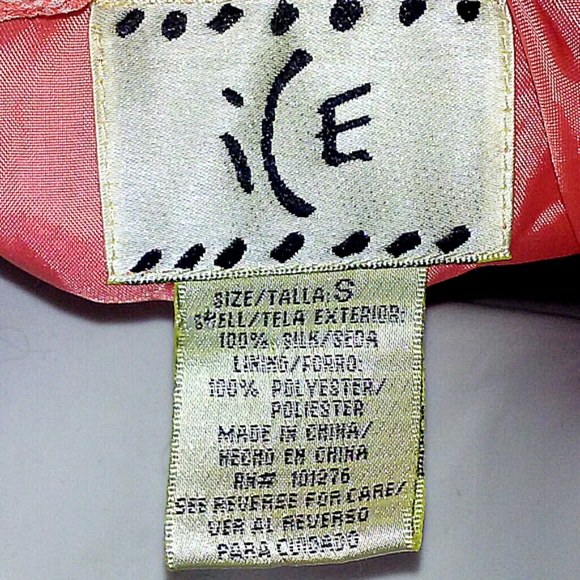 iCE
SIZE/TALLA: S
SHELL/TELA EXTERIOR:
100% SILK/SEDA
LINING/FORRO:
100% POLYESTER/
POLIESTER
MADE IN CHINA/
HECHO EN CHINA
RN# 101276
SEE REVERSE FOR CARE/
VER AL REVERSO
PARA CUIDADO